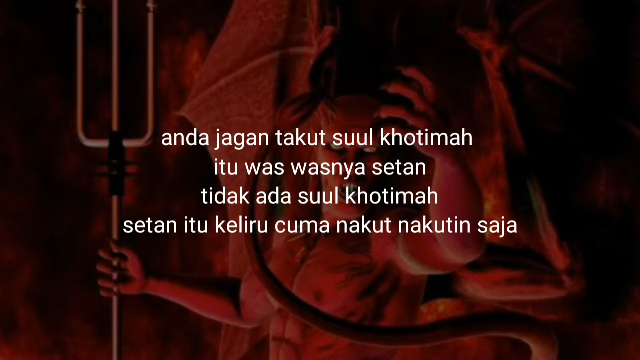 anda jagan takut suul khotimah
itu was wasnya setan
tidak ada suul khotimah
setan itu keliru cuma nakut nakutin saja